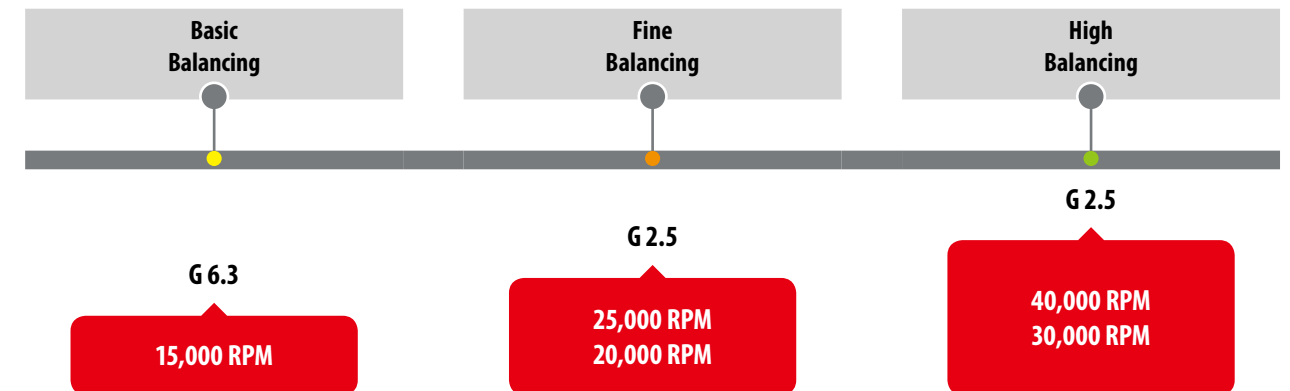 Basic
Balancing
Fine
Balancing
High
Balancing
G 6.3
15,000 RPM
G 2.5
25,000 RPM
20,000 RPM
G 2.5
40,000 RPM
30,000 RPM